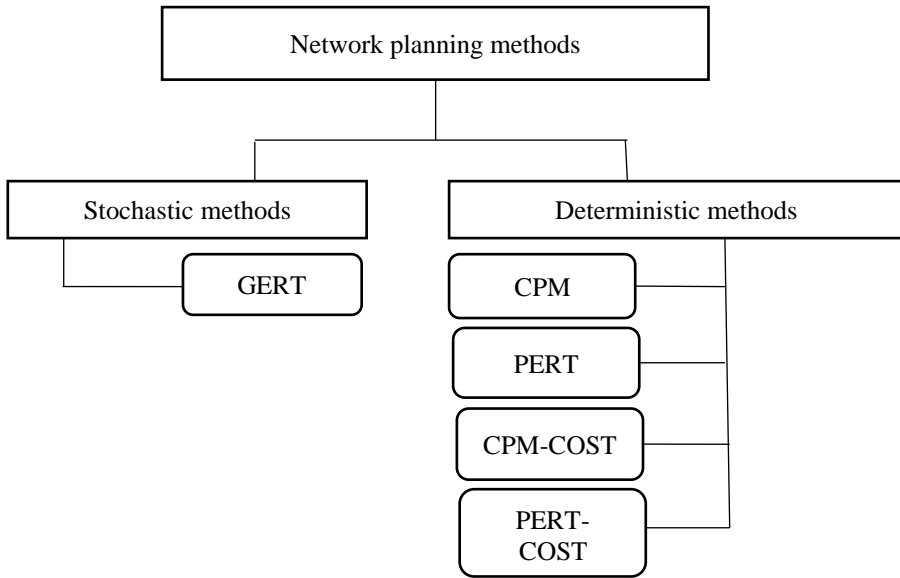 Network planning methods
Stochastic methods
Deterministic methods
GERT
CPM
PERT
CPM-COST
PERT-
COST